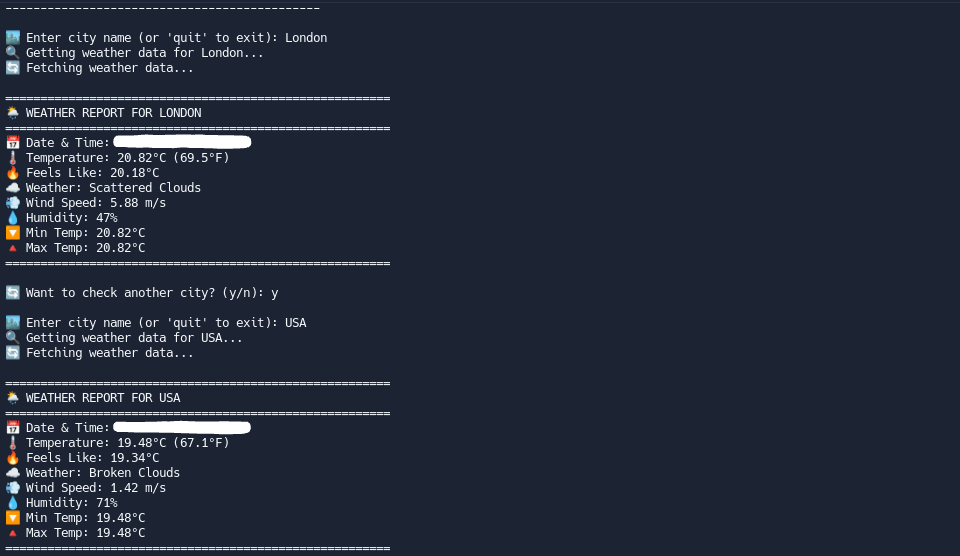 ---------------------------------------------
🏙️ Enter city name (or 'quit' to exit): London
🔍 Getting weather data for London...
🔄 Fetching weather data...
=======================================================
🌦️ WEATHER REPORT FOR LONDON
=======================================================
📅 Date & Time:
🌡️ Temperature: 20.82°C (69.5°F)
🔥 Feels Like: 20.18°C
☁️ Weather: Scattered Clouds
💨 Wind Speed: 5.88 m/s
💧 Humidity: 47%
🔽 Min Temp: 20.82°C
🔺 Max Temp: 20.82°C
=======================================================
🔄 Want to check another city? (y/n): y
🏙️ Enter city name (or 'quit' to exit): USA
🔍 Getting weather data for USA...
🔄 Fetching weather data...
=======================================================
🌦️ WEATHER REPORT FOR USA
=======================================================
📅 Date & Time:
🌡️ Temperature: 19.48°C (67.1°F)
🔥 Feels Like: 19.34°C
☁️ Weather: Broken Clouds
💨 Wind Speed: 1.42 m/s
💧 Humidity: 71%
🔽 Min Temp: 19.48°C
🔺 Max Temp: 19.48°C
=======================================================